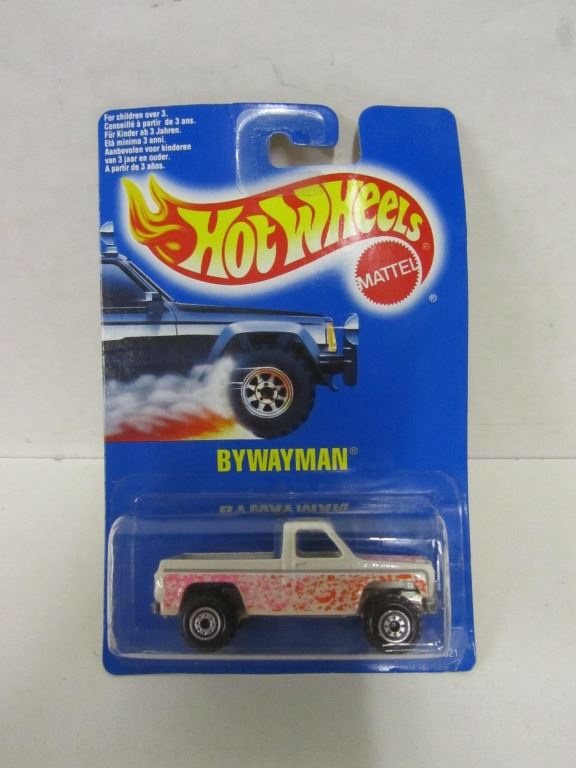 For children over 3.
Conseillé à partir de 3 ans.
Für Kinder ab 3 Jahren.
Età minima 3 anni.
Aanbevolen voor kinderen
van 3 jaar en ouder.
A partir de 3 años.
HOT WHEELS®
MATTEL
®
BYWAYMAN®